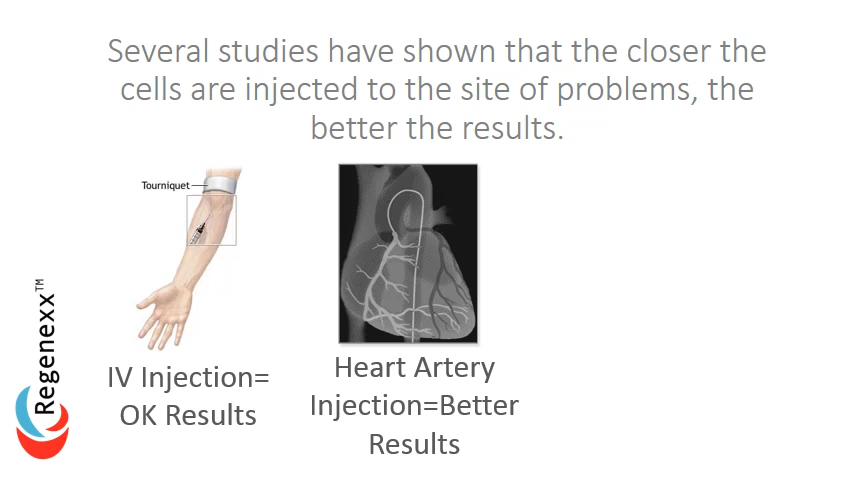 Several studies have shown that the closer the
cells are injected to the site of problems, the
better the results.
Tourniquet
IV Injection=
OK Results
Heart Artery
Injection=Better
Results
Regenexx™